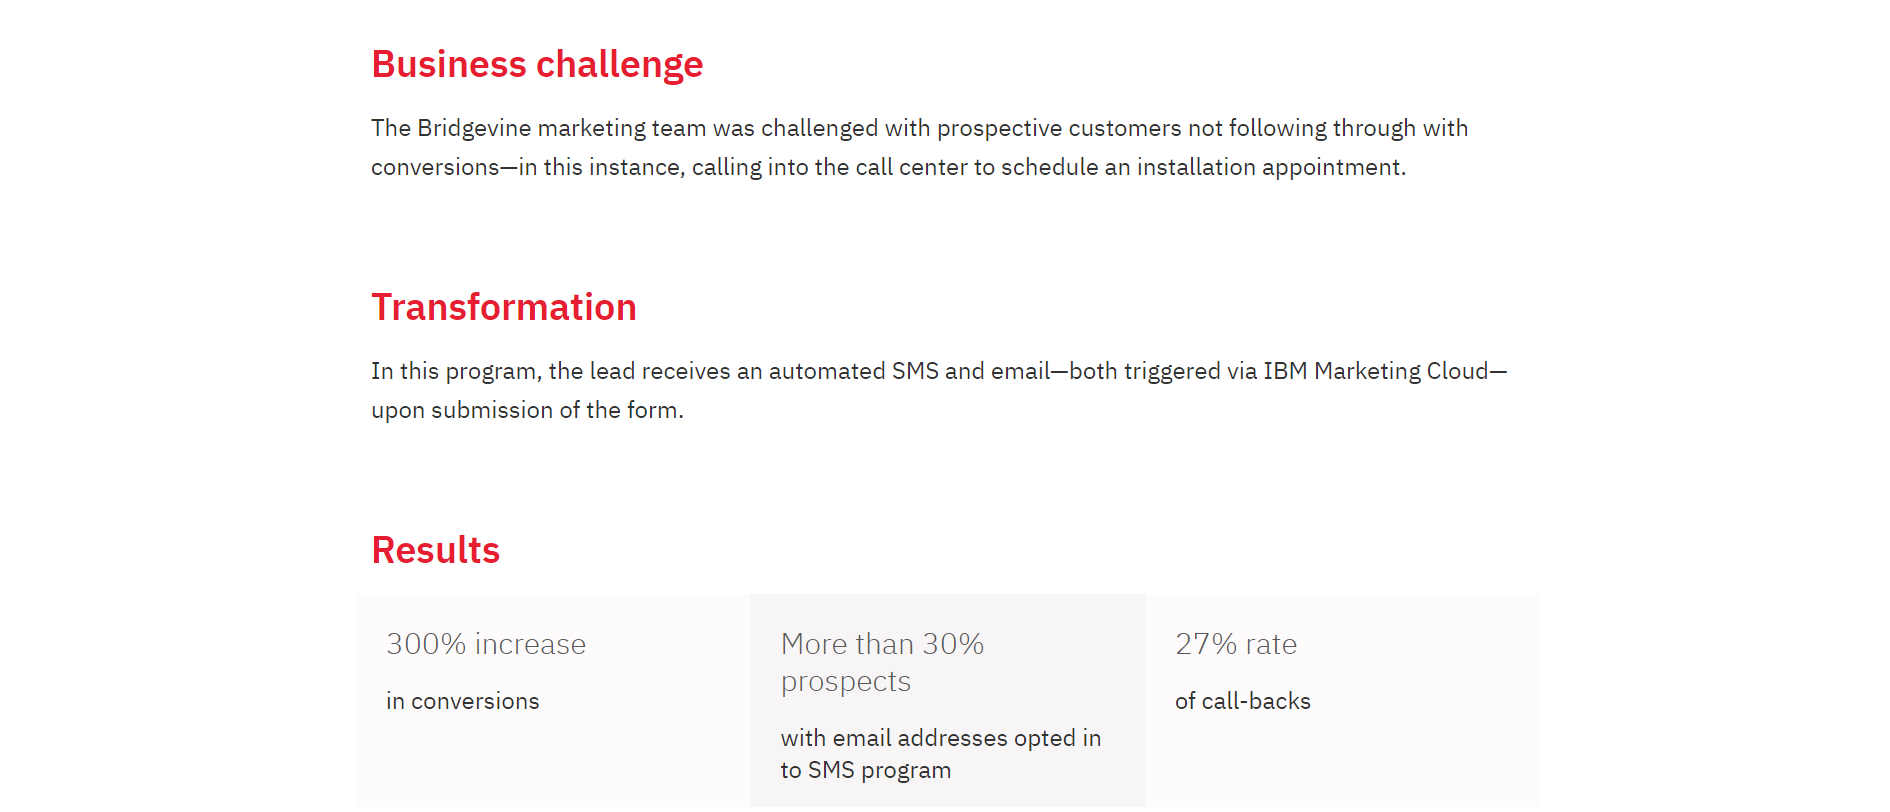 Business challenge
The Bridgevine marketing team was challenged with prospective customers not following through with
conversions—in this instance, calling into the call center to schedule an installation appointment.
Transformation
In this program, the lead receives an automated SMS and email—both triggered via IBM Marketing Cloud—
upon submission of the form.
Results
300% increase
in conversions
More than 30%
prospects
with email addresses opted in
to SMS program
27% rate
of call-backs